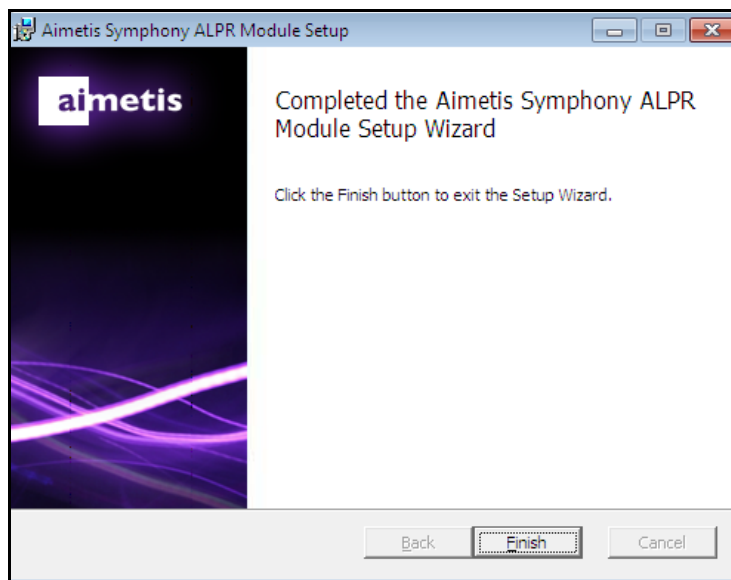 Aimetis Symphony ALPR Module Setup
aimetis
Completed the Aimetis Symphony ALPR
Module Setup Wizard
Click the Finish button to exit the Setup Wizard.
Back
Finish
Cancel